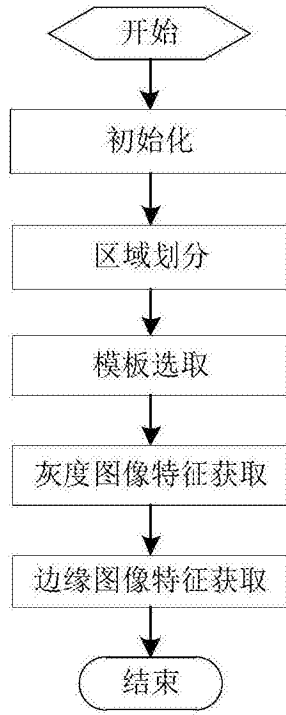 开始
初始化
区域划分
模板选取
灰度图像特征获取
边缘图像特征获取
结束